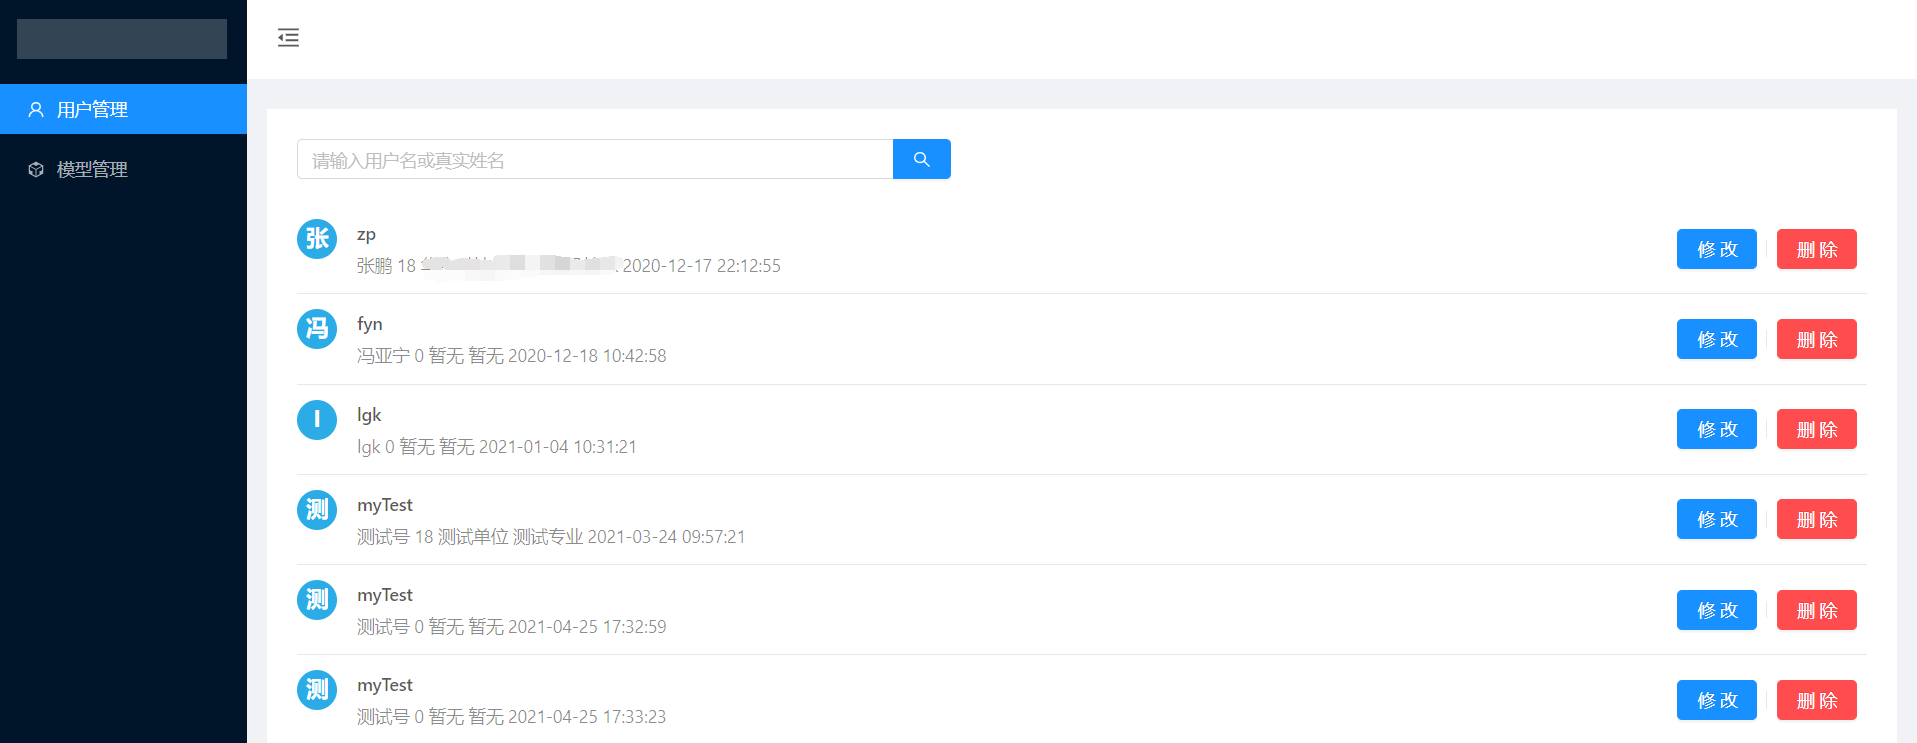 用户管理
模型管理
请输入用户名或真实姓名
张
zp
张鹏 18 2020-12-17 22:12:55
修 改
删 除
冯
fyn
冯亚宁 0 暂无 暂无 2020-12-18 10:42:58
修 改
删 除
l
lgk
lgk 0 暂无 暂无 2021-01-04 10:31:21
修 改
删 除
测
myTest
测试号 18 测试单位 测试专业 2021-03-24 09:57:21
修 改
删 除
测
myTest
测试号 0 暂无 暂无 2021-04-25 17:32:59
修 改
删 除
测
myTest
测试号 0 暂无 暂无 2021-04-25 17:33:23
修 改
删 除